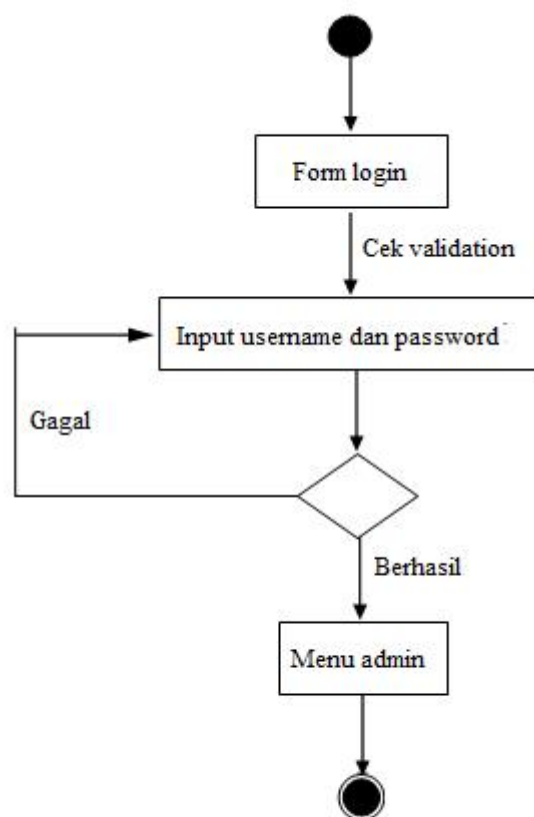 Form login
Cek validation
Input username dan password
Gagal
Berhasil
Menu admin